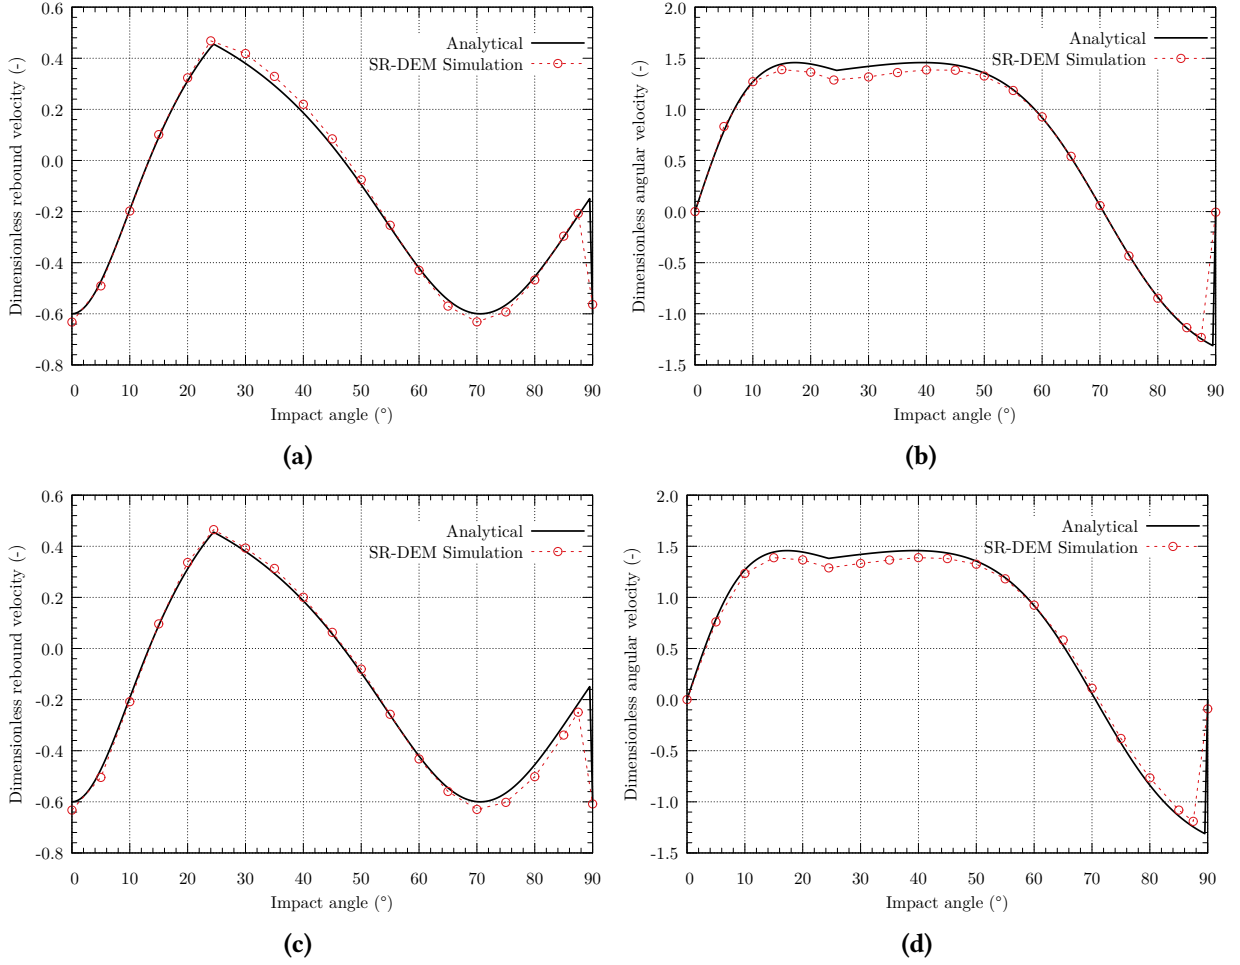 Dimensionless rebound velocity (-)
0.6
0.4
0.2
0.0
-0.2
-0.4
-0.6
-0.8
Analytical
SR-DEM Simulation
0 10 20 30 40 50 60 70 80 90
Impact angle (°)
(a)
Dimensionless angular velocity (-)
2.0
1.5
1.0
0.5
0.0
-0.5
-1.0
-1.5
Analytical
SR-DEM Simulation
0 10 20 30 40 50 60 70 80 90
Impact angle (°)
(b)
Dimensionless rebound velocity (-)
0.6
0.4
0.2
0.0
-0.2
-0.4
-0.6
-0.8
Analytical
SR-DEM Simulation
0 10 20 30 40 50 60 70 80 90
Impact angle (°)
(c)
Dimensionless angular velocity (-)
2.0
1.5
1.0
0.5
0.0
-0.5
-1.0
-1.5
Analytical
SR-DEM Simulation
0 10 20 30 40 50 60 70 80 90
Impact angle (°)
(d)